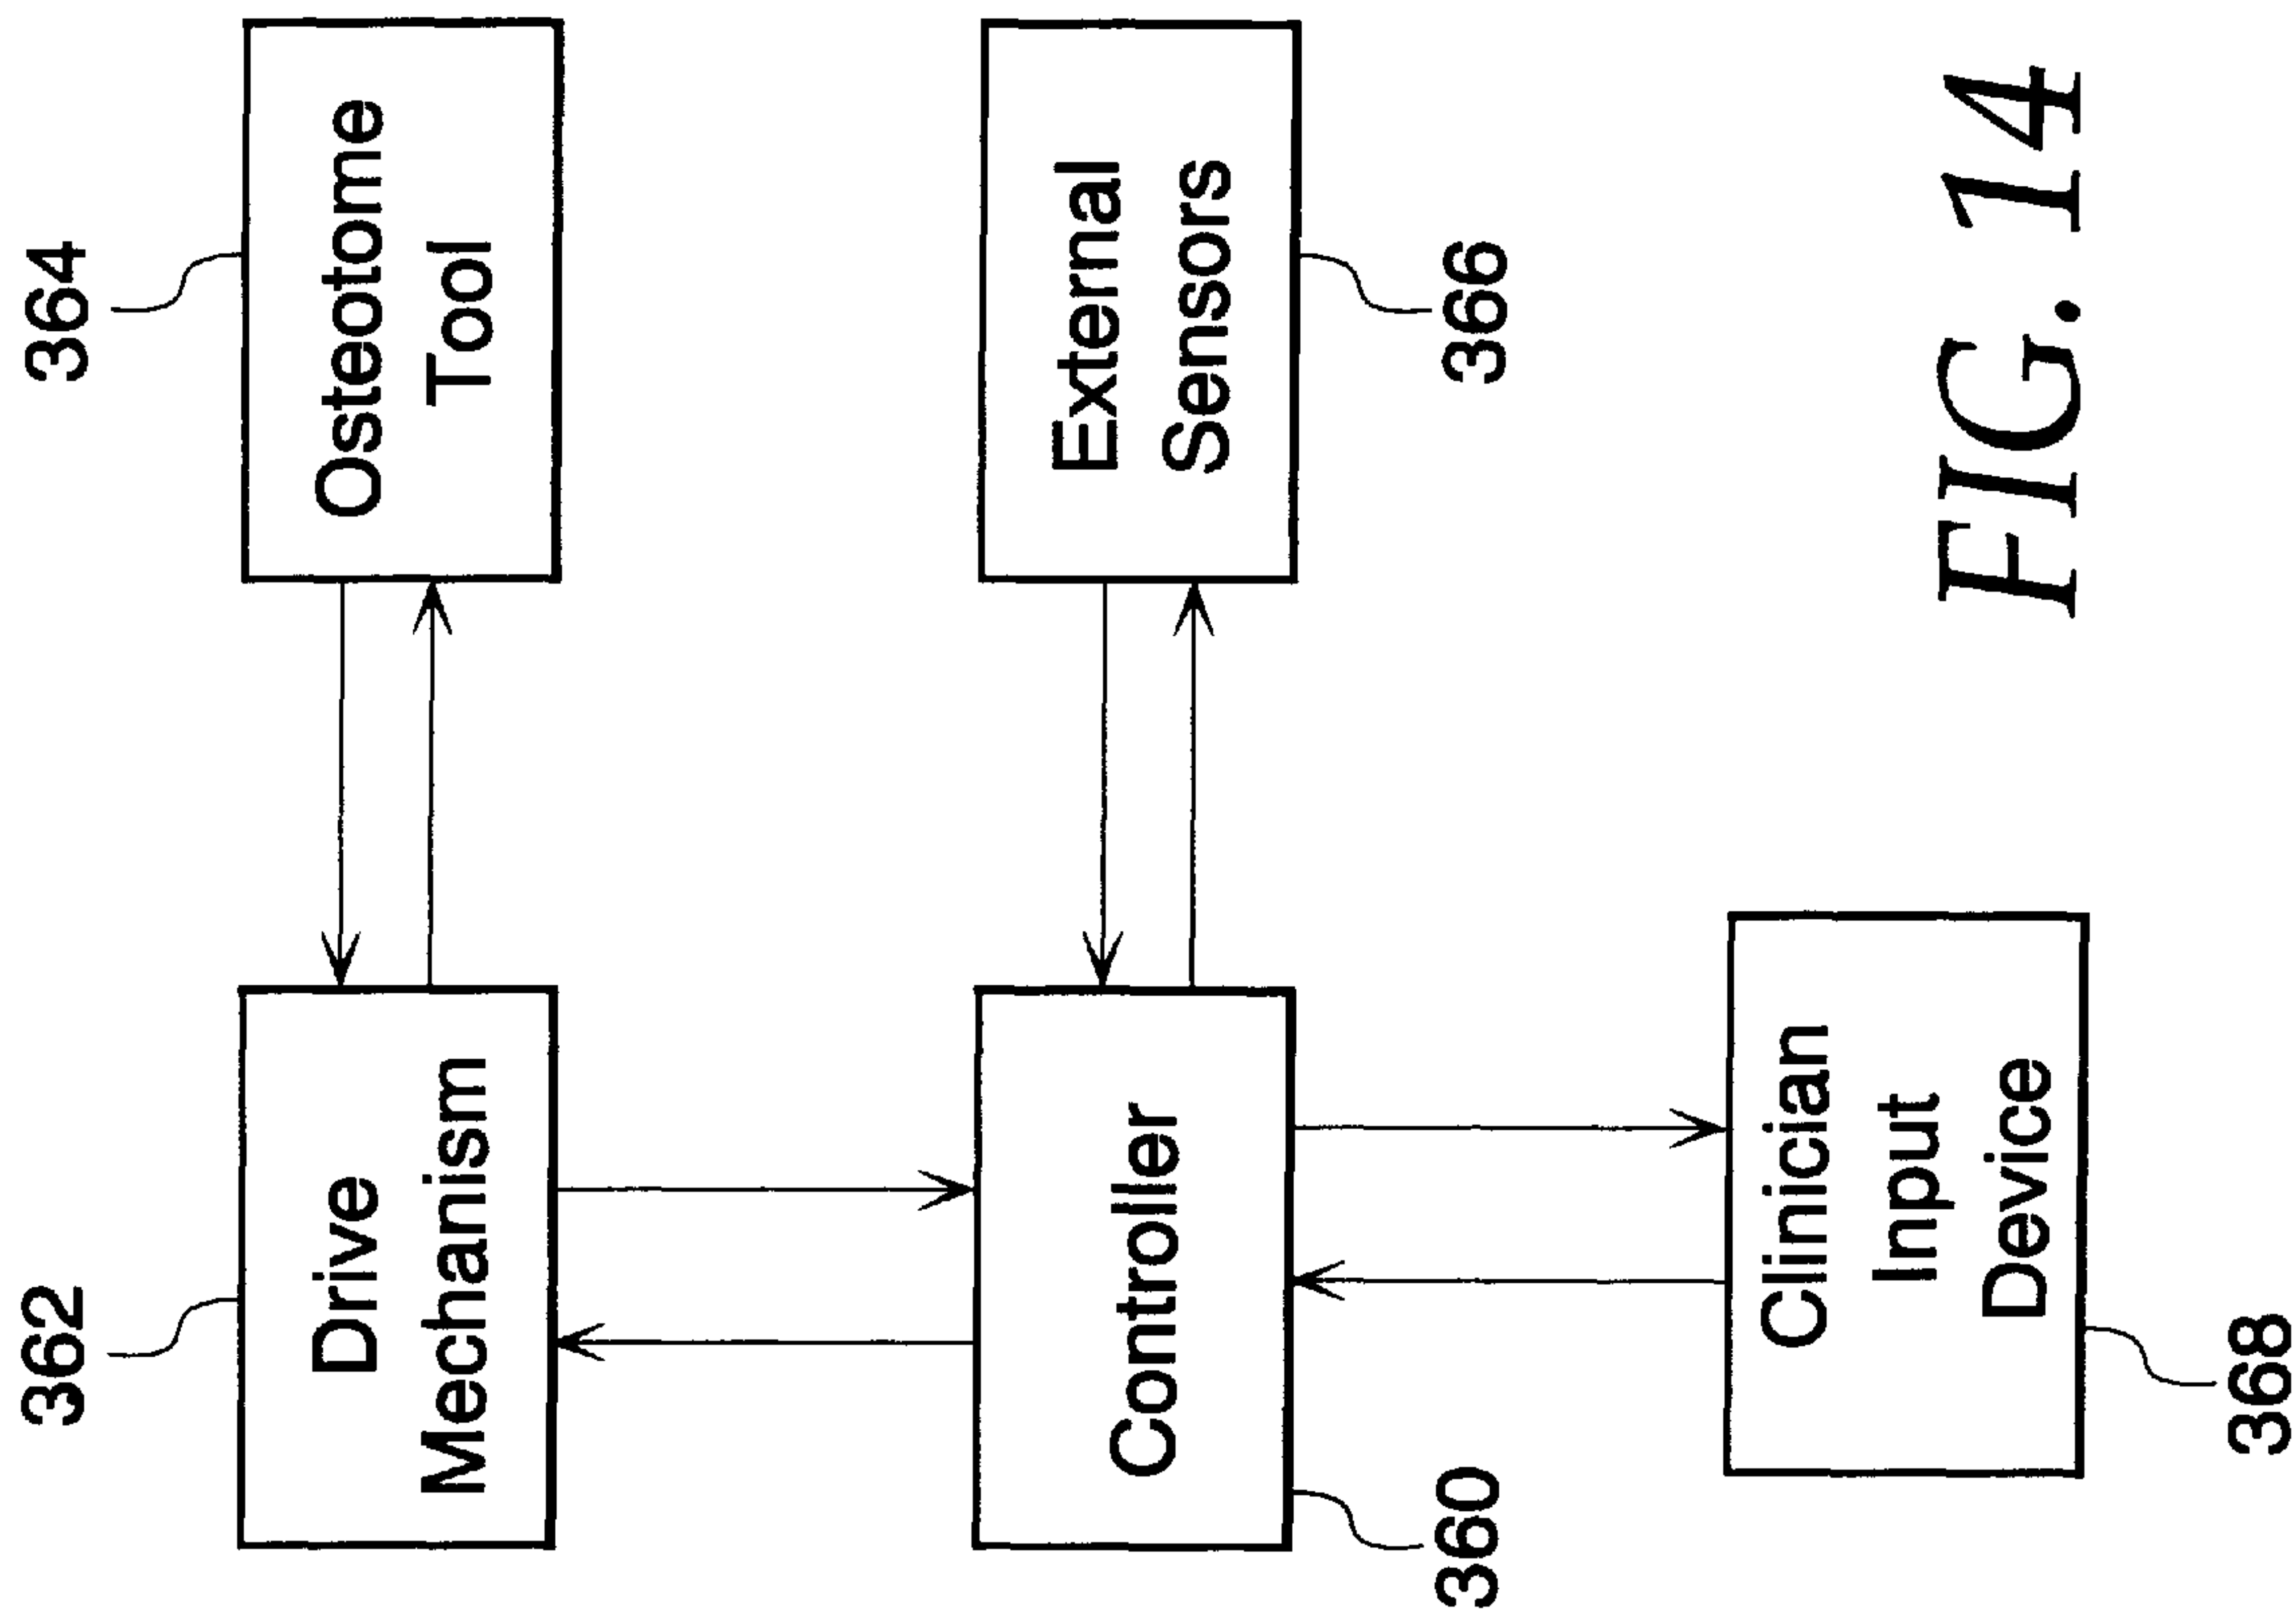 362
364
Drive
Mechanism
Osteotome
Tool
Controller
External
Sensors
360
366
Clinician
Input
Device
368
FIG. 14